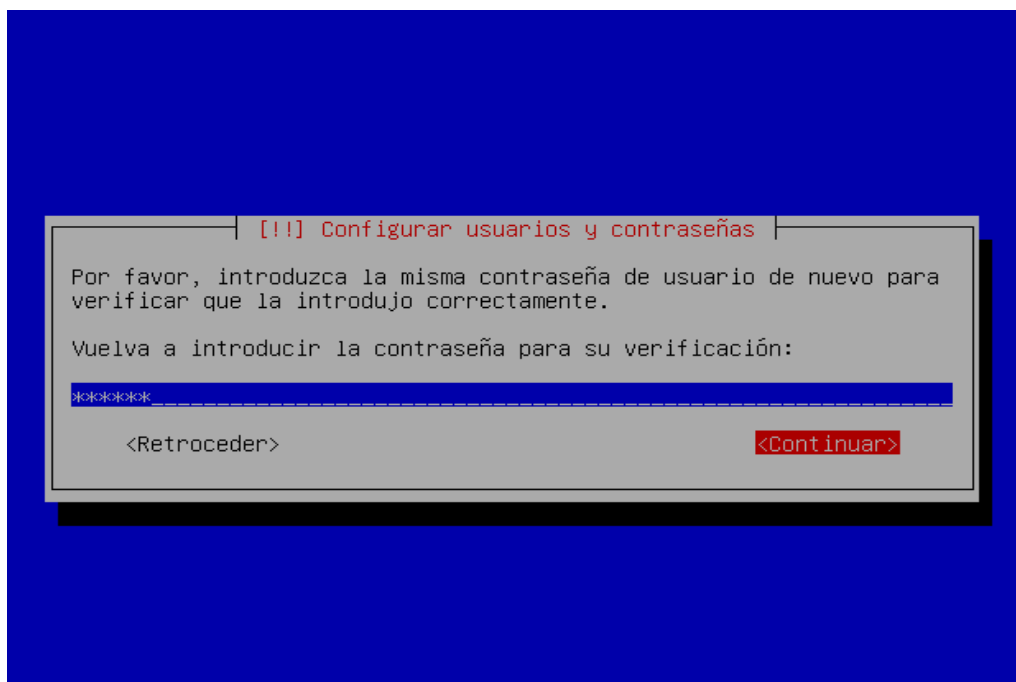 [!!] Configurar usuarios y contraseñas
Por favor, introduzca la misma contraseña de usuario de nuevo para
verificar que la introdujo correctamente.
Vuelva a introducir la contraseña para su verificación:
******
<Retroceder> <Continuar>